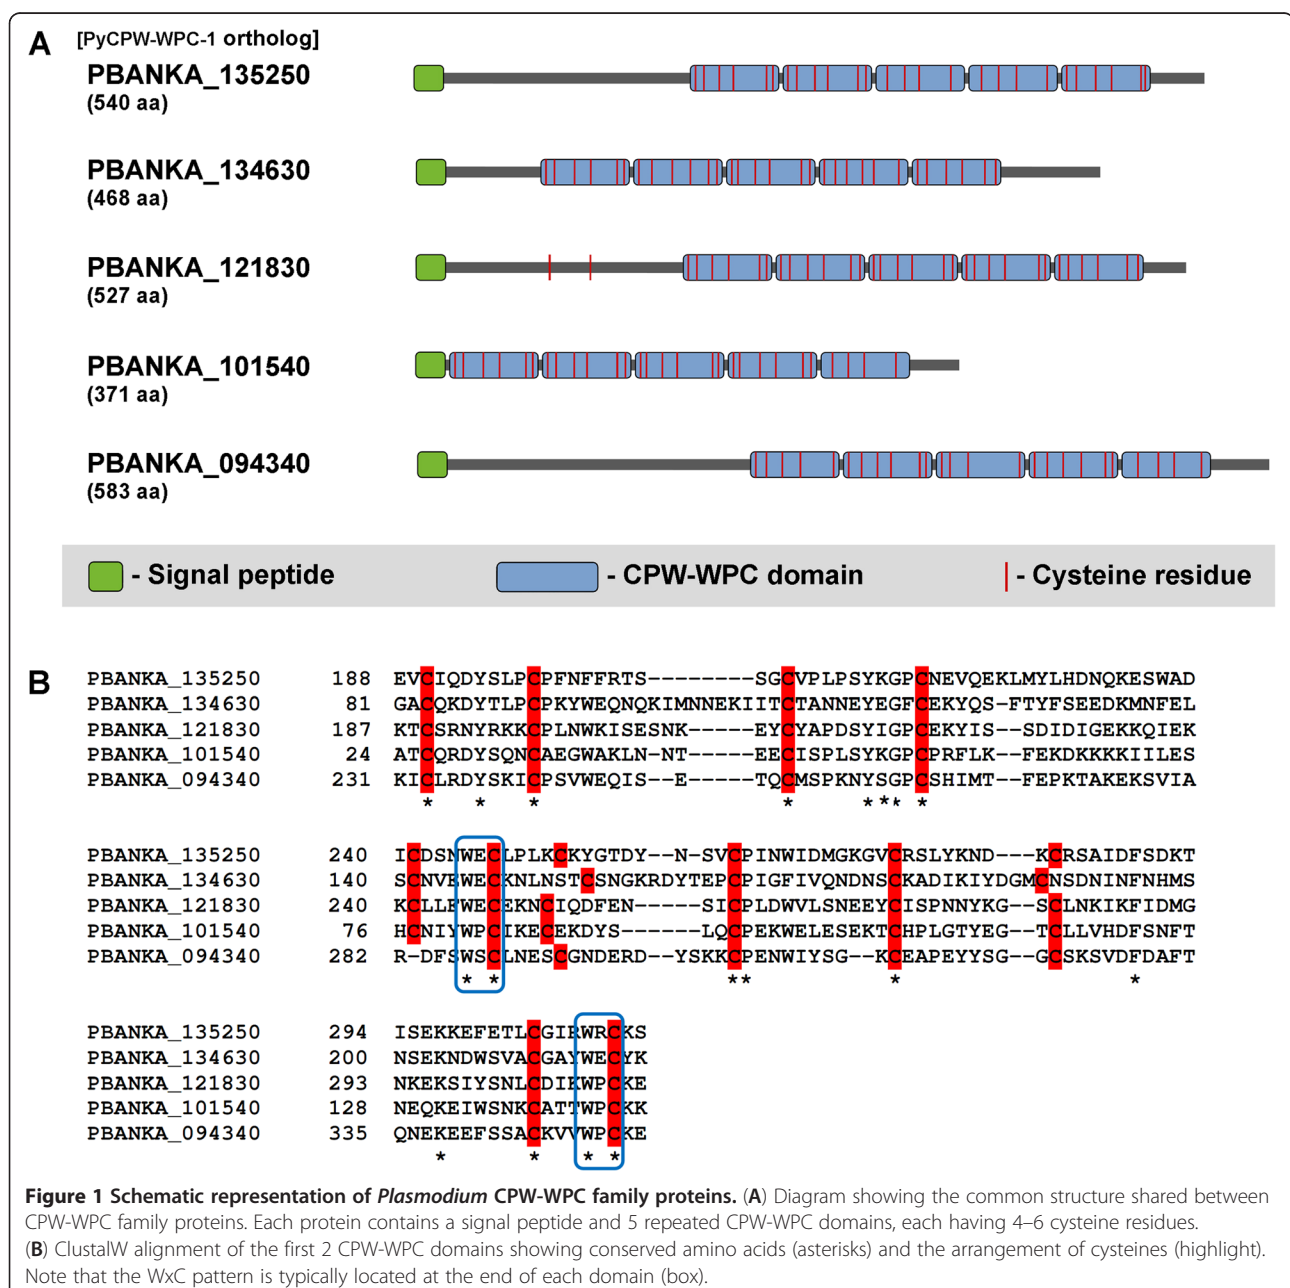 A
[PyCPW-WPC-1 ortholog]
PBANKA_135250
(540 aa)
PBANKA_134630
(468 aa)
PBANKA_121830
(527 aa)
PBANKA_101540
(371 aa)
PBANKA_094340
(583 aa)
- Signal peptide - CPW-WPC domain - Cysteine residue
B
PBANKA_135250 188 EVCIQDYSLPCPFNFFRTS--------SGCVPLPSYKGPCNEVQEKLMYLHDNQKESWAD
PBANKA_134630 81 GACQKDYTLPCPKYWEQNQKIMNNEKIITCTANNEYEGFCEKYQS-FTYFSEEDKMNFEL
PBANKA_121830 187 KTCSRNYRKKCPLNWKISESNK-----EYCYAPDSYIGPCEKYIS--SDIDIGEKKQIEK
PBANKA_101540 24 ATCQRDYSQNCAEGWAKLN-NT-----EECISPLSYKGPCPRFLK--FEKDKKKKIILES
PBANKA_094340 231 KICLRDYSKICPSVWEQIS--E-----TQCMSPKNYSGPCSHIMT--FEPKTAKEKSVIA
* * * * * * * *
PBANKA_135250 240 ICDSNWECLPLKCKYGTDY--N-SVCPINWIDMGKGVCRSLYKND---KCRSAIDFSDKT
PBANKA_134630 140 SCNVEWECKNLNSTCSNGKRDYTEPCPIGFIVQNDNSCKADIKIYDGMCNSDNINFNHMS
PBANKA_121830 240 KCLLFWECEKNCIQDFEN-----SICPLDWVLSNEEYCISPNNYKG--SCLNKIKFIDMG
PBANKA_101540 76 HCNIYWPCIKECEKDYS------LQCPEKWELESEKTCHPLGTYEG--TCLLVHDFSNFT
PBANKA_094340 282 R-DFSWSCLNESCGNDERD--YSKKCPENWIYSG--KCEAPEYYSG--GCSKSVDFDAFT
* * ** * *
PBANKA_135250 294 ISEKKEFETLCGIRWRCKS
PBANKA_134630 200 NSEKNDWSVACGAYWECYK
PBANKA_121830 293 NKEKSIYSNLCDIKWPCKE
PBANKA_101540 128 NEQKEIWSNKCATTWPCKK
PBANKA_094340 335 QNEKEEFSSACKVVWPCKE
* * * *
Figure 1 Schematic representation of Plasmodium CPW-WPC family proteins. (A) Diagram showing the common structure shared between
CPW-WPC family proteins. Each protein contains a signal peptide and 5 repeated CPW-WPC domains, each having 4–6 cysteine residues.
(B) ClustalW alignment of the first 2 CPW-WPC domains showing conserved amino acids (asterisks) and the arrangement of cysteines (highlight).
Note that the WxC pattern is typically located at the end of each domain (box).